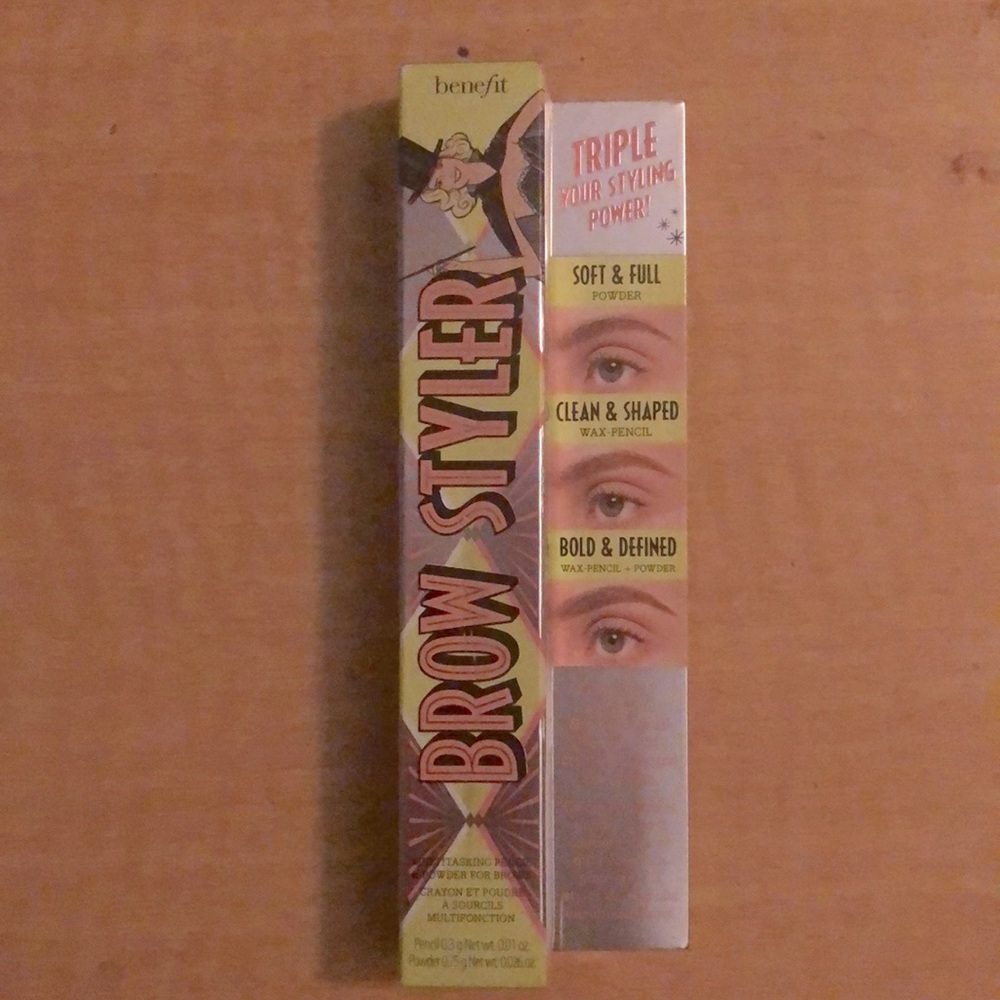 benefit
BROW STYLER
MULTITASKING PENCIL
& POWDER FOR BROWS
CRAYON ET POUDRE
À SOURCILS
MULTIFONCTION
Pencil 0.3 g Net wt. 0.01 oz.
Powder 0.75 g Net wt. 0.026 oz.
TRIPLE
YOUR STYLING
POWER!
SOFT & FULL
POWDER
CLEAN & SHAPED
WAX-PENCIL
BOLD & DEFINED
WAX-PENCIL + POWDER